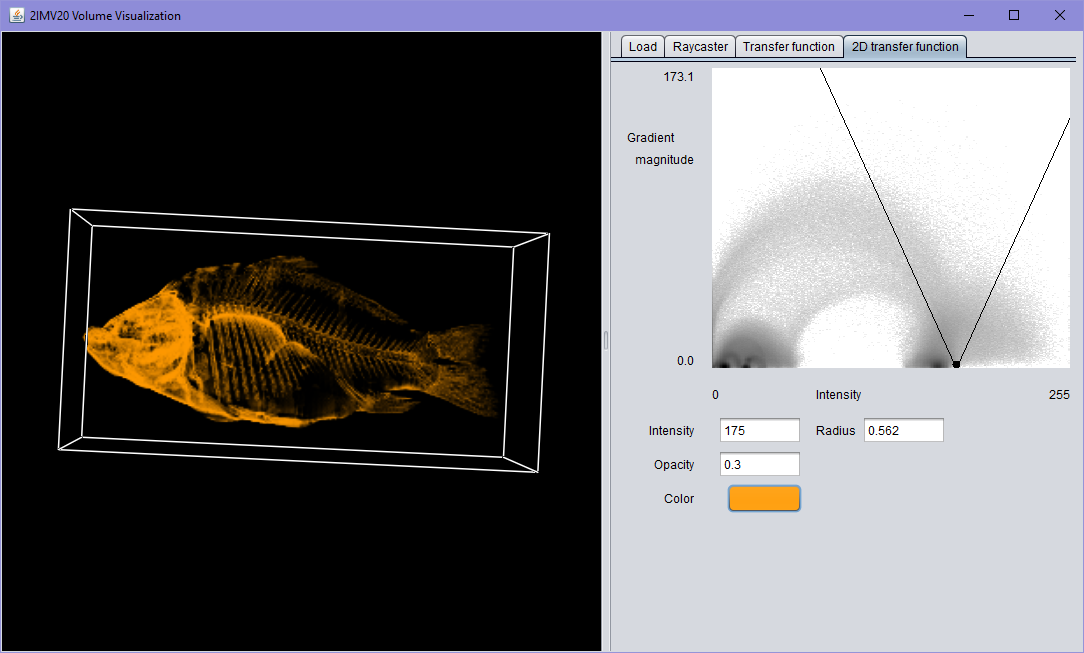 2IMV20 Volume Visualization
Load Raycaster Transfer function 2D transfer function
173.1
Gradient
magnitude
0.0
0 Intensity 255
Intensity 175 Radius 0.562
Opacity 0.3
Color